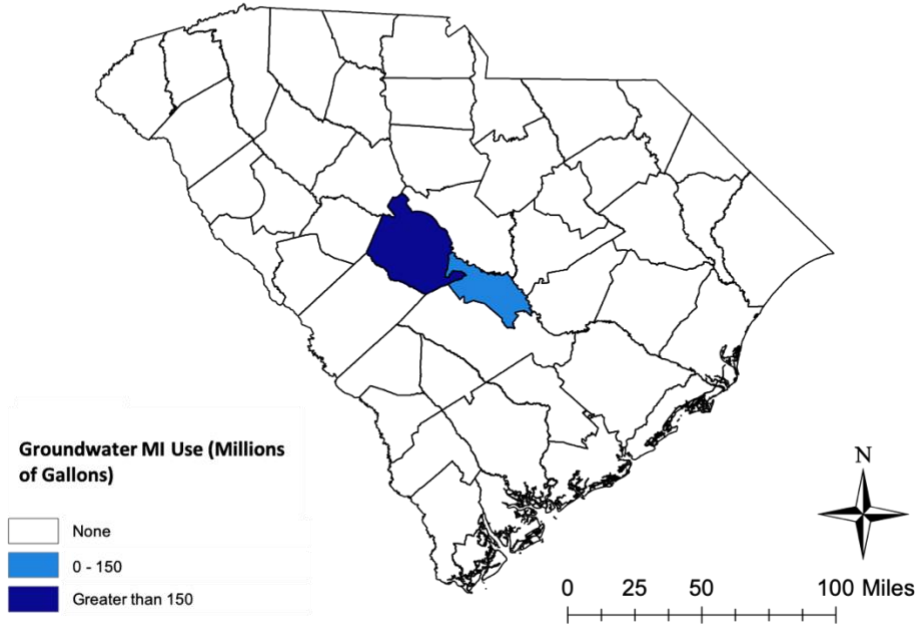 Groundwater MI Use (Millions
of Gallons)
None
0 - 150
Greater than 150
N
0 25 50 100 Miles